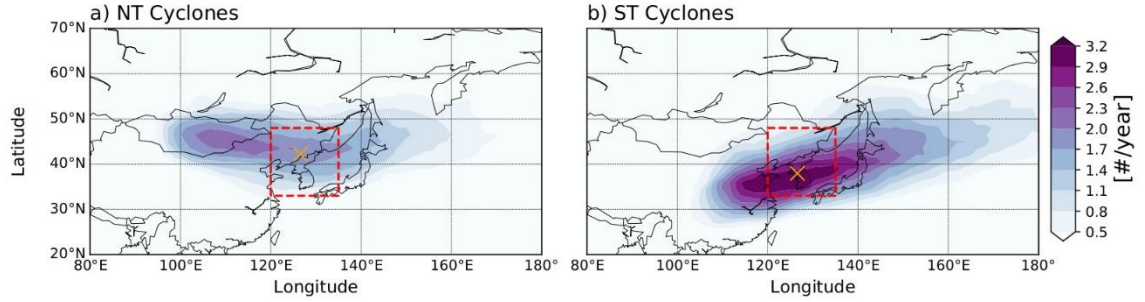 a) NT Cyclones
70°N
60°N
50°N
40°N
30°N
20°N
80°E
100°E
120°E
140°E
160°E
180°
Latitude
Longitude
b) ST Cyclones
80°E
100°E
120°E
140°E
160°E
180°
Longitude
3.2
2.9
2.6
2.3
2.0
1.7
1.4
1.1
0.8
0.5
[#/year]